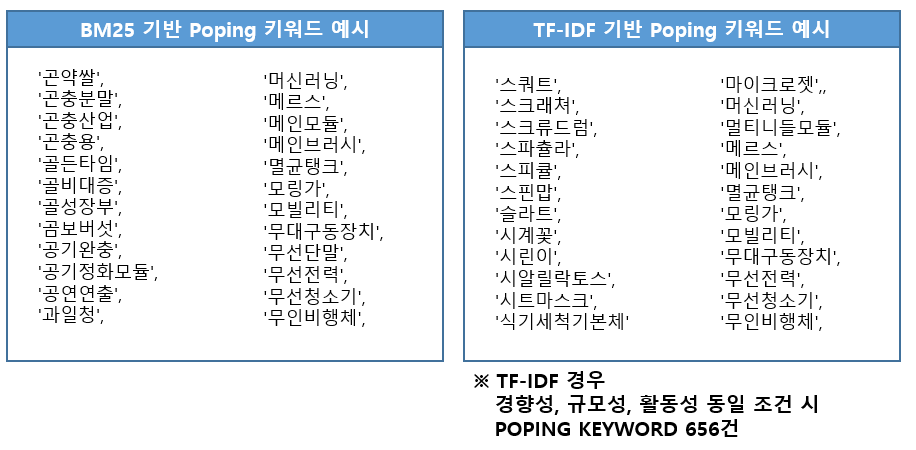 BM25 기반 Poping 키워드 예시
'곤약쌀',
'곤충분말',
'곤충산업',
'곤충용',
'골든타임',
'골비대증',
'골성장부',
'곰보버섯',
'공기완충',
'공기정화모듈',
'공연연출',
'과일청',
'머신러닝',
'메르스',
'메인모듈',
'메인브러시',
'멸균탱크',
'모링가',
'모빌리티',
'무대구동장치',
'무선단말',
'무선전력',
'무선청소기',
'무인비행체',
TF-IDF 기반 Poping 키워드 예시
'스쿼트',
'스크래쳐',
'스크류드럼',
'스파츌라',
'스피큘',
'스핀맙',
'슬라트',
'시계꽃',
'시린이',
'시알릴락토스',
'시트마스크',
'식기세척기본체'
'마이크로젯',,
'머신러닝',
'멀티니들모듈',
'메르스',
'메인브러시',
'멸균탱크',
'모링가',
'모빌리티',
'무대구동장치',
'무선전력',
'무선청소기',
'무인비행체',
※ TF-IDF 경우
경향성, 규모성, 활동성 동일 조건 시
POPING KEYWORD 656건